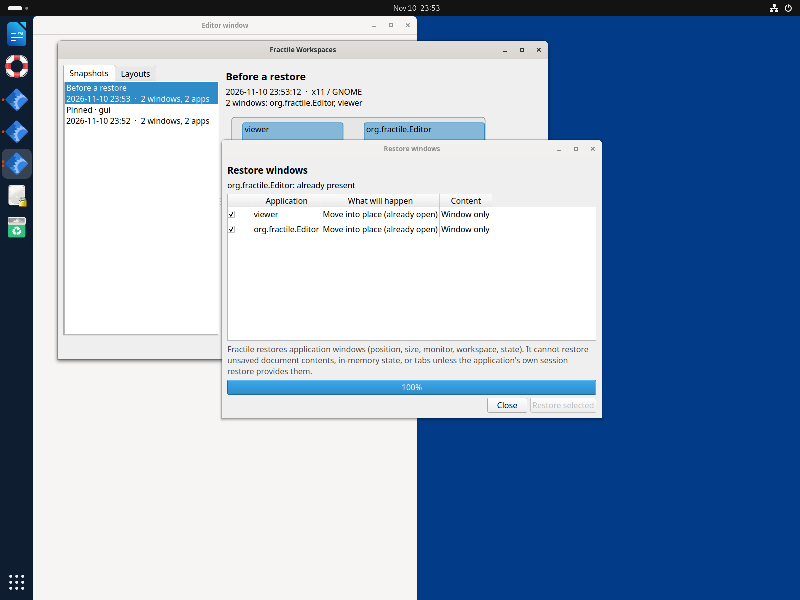 Nov 10 23:53
Editor window
Fractile Workspaces
Snapshots
Layouts
Before a restore
2026-11-10 23:53 · 2 windows, 2 apps
Pinned · gui
2026-11-10 23:52 · 2 windows, 2 apps
Before a restore
2026-11-10 23:53:12 · x11 / GNOME
2 windows: org.fractile.Editor, viewer
viewer
org.fractile.Editor
Restore windows
Restore windows
org.fractile.Editor: already present
Application What will happen Content
viewer Move into place (already open) Window only
org.fractile.Editor Move into place (already open) Window only
Fractile restores application windows (position, size, monitor, workspace, state). It cannot restore
unsaved document contents, in-memory state, or tabs unless the application's own session
restore provides them.
100%
Close
Restore selected